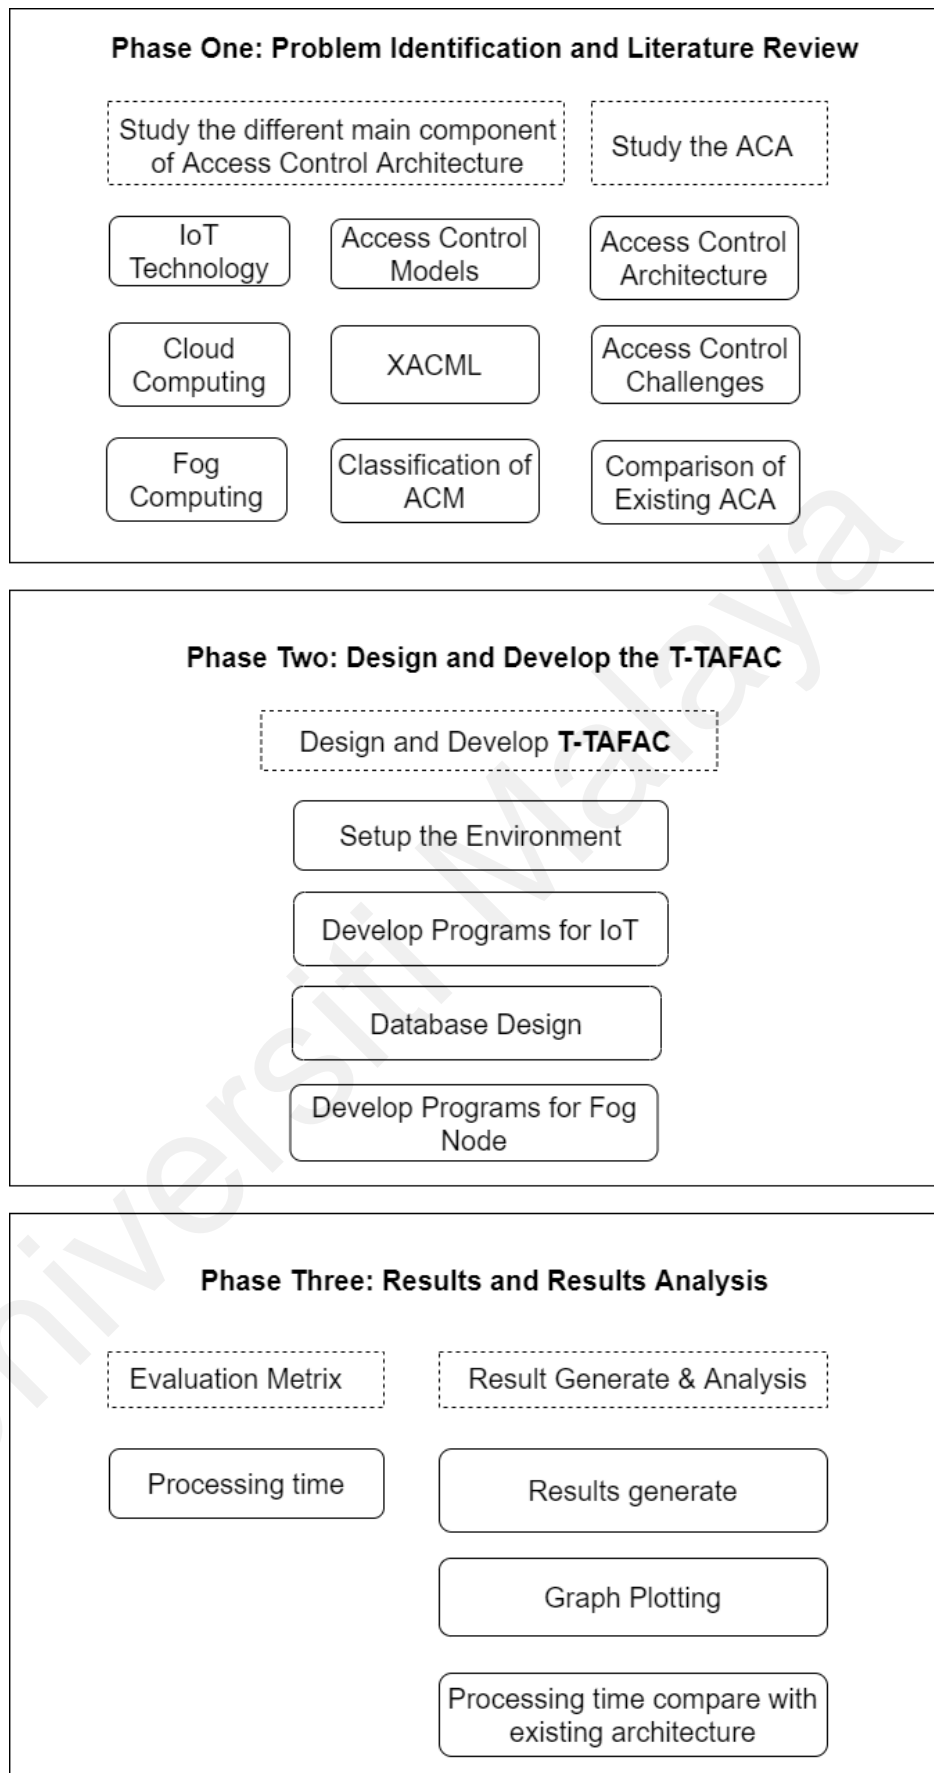 Phase One: Problem Identification and Literature Review
Study the different main component
of Access Control Architecture
Study the ACA
IoT
Technology
Access Control
Models
Access Control
Architecture
Cloud
Computing
XACML
Access Control
Challenges
Fog
Computing
Classification of
ACM
Comparison of
Existing ACA
Phase Two: Design and Develop the T-TAFAC
Design and Develop T-TAFAC
Setup the Environment
Develop Programs for IoT
Database Design
Develop Programs for Fog
Node
Phase Three: Results and Results Analysis
Evaluation Metrix
Result Generate & Analysis
Processing time
Results generate
Graph Plotting
Processing time compare with
existing architecture
Universiti Malaya